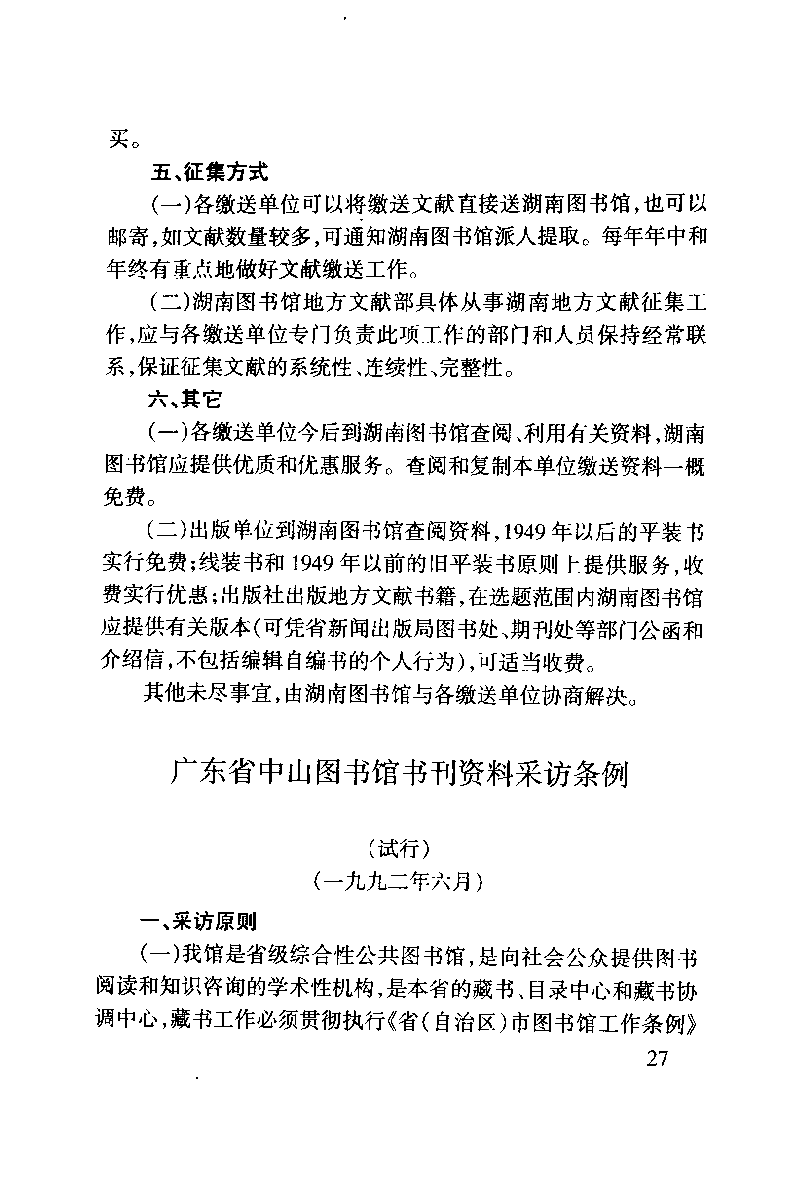 买。
五、征集方式
(一)各缴送单位可以将缴送文献直接送湖南图书馆,也可以
邮寄,如文献数量较多,可通知湖南图书馆派人提取。每年年中和
年终有重点地做好文献缴送工作。
(二)湖南图书馆地方文献部具体从事湖南地方文献征集工
作,应与各缴送单位专门负责此项工作的部门和人员保持经常联
系,保证征集文献的系统性、连续性、完整性。
六、其它
(一)各缴送单位今后到湖南图书馆查阅、利用有关资料,湖南
图书馆应提供优质和优惠服务。查阅和复制本单位缴送资料一概
免费。
(二)出版单位到湖南图书馆查阅资料,1949年以后的平装书
实行免费;线装书和1949年以前的旧平装书原则上提供服务,收
费实行优惠;出版社出版地方文献书籍,在选题范围内湖南图书馆
应提供有关版本(可凭省新闻出版局图书处、期刊处等部门公函和
介绍信,不包括编辑自编书的个人行为),可适当收费。
其他未尽事宜,由湖南图书馆与各缴送单位协商解决。
广东省中山图书馆书刊资料采访条例
(试行)
(一九九二年六月)
一、采访原则
(一)我馆是省级综合性公共图书馆,是向社会公众提供图书
阅读和知识咨询的学术性机构,是本省的藏书、目录中心和藏书协
调中心,藏书工作必须贯彻执行《省(自治区)市图书馆工作条例》
27